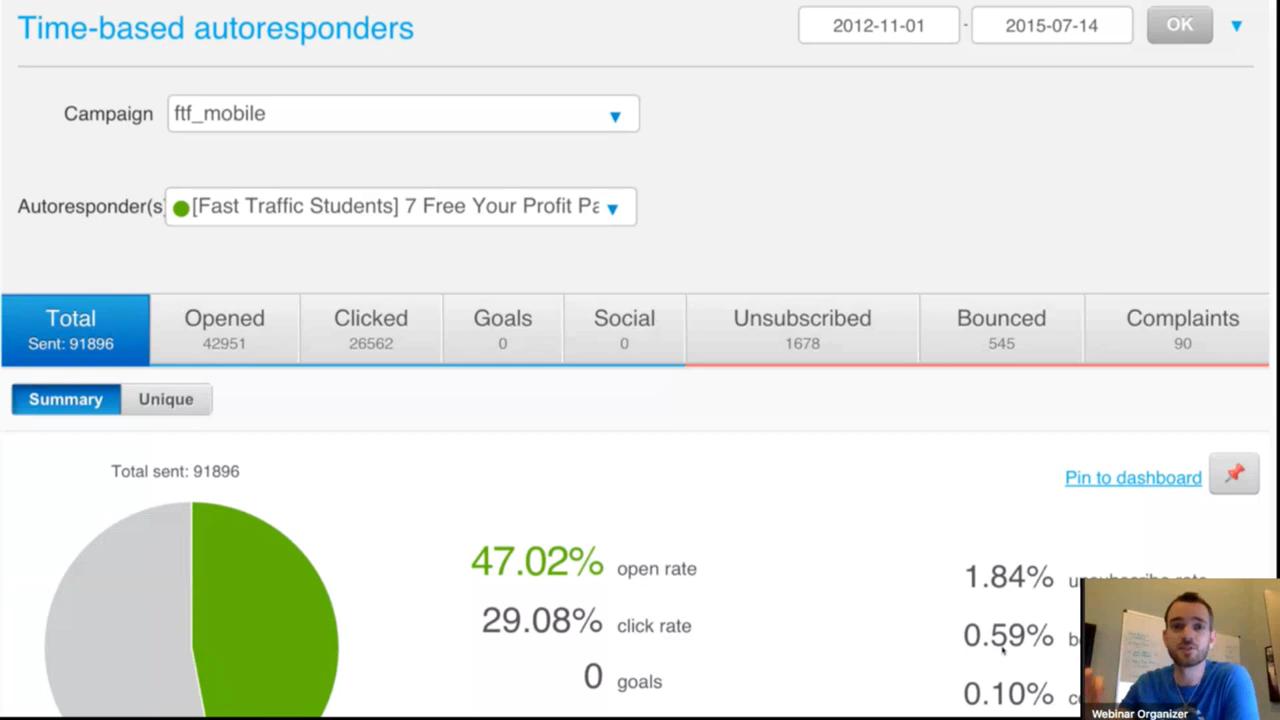 Time-based autoresponders
2012-11-01 - 2015-07-14 OK
Campaign ftf_mobile
Autoresponder(s) [Fast Traffic Students] 7 Free Your Profit Pa
Total Opened Clicked Goals Social Unsubscribed Bounced Complaints
Sent: 91896 42951 26562 0 0 1678 545 90
Summary Unique
Total sent: 91896
Pin to dashboard
47.02% open rate
1.84% unsubscribe rate
29.08% click rate
0.59%
0 goals
0.10%
Webinar Organizer